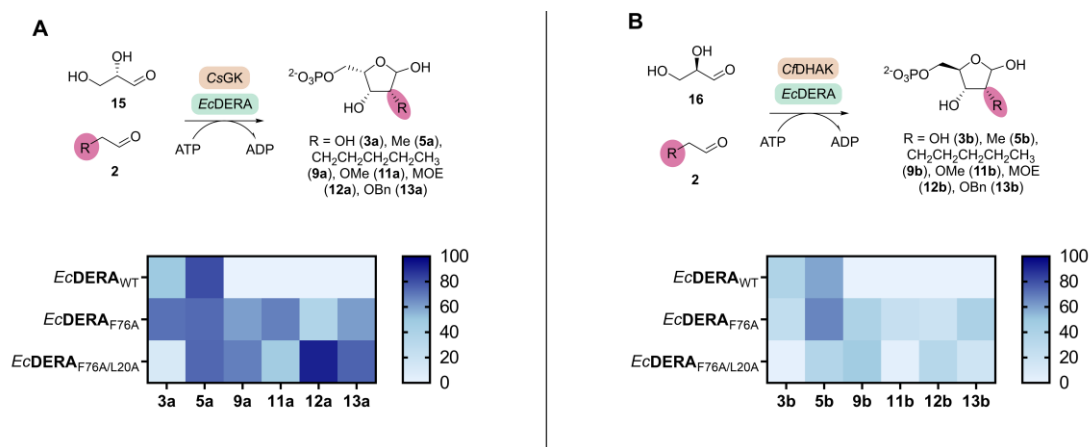 A
OH
HO
O
15
R
O
2
CsGK
EcDERA
ATP
ADP
2-O3PO
O
OH
HO
R
R = OH (3a), Me (5a),
CH2CH2CH2CH2CH2CH3
(9a), OMe (11a), MOE
(12a), OBn (13a)
EcDERAWT
EcDERAF76A
EcDERAF76A/L20A
3a 5a 9a 11a 12a 13a
100
80
60
40
20
0
B
OH
HO
O
16
R
O
2
CfDHAK
EcDERA
ATP
ADP
2-O3PO
O
OH
HO
R
R = OH (3b), Me (5b),
CH2CH2CH2CH2CH2CH3
(9b), OMe (11b), MOE
(12b), OBn (13b)
EcDERAWT
EcDERAF76A
EcDERAF76A/L20A
3b 5b 9b 11b 12b 13b
100
80
60
40
20
0